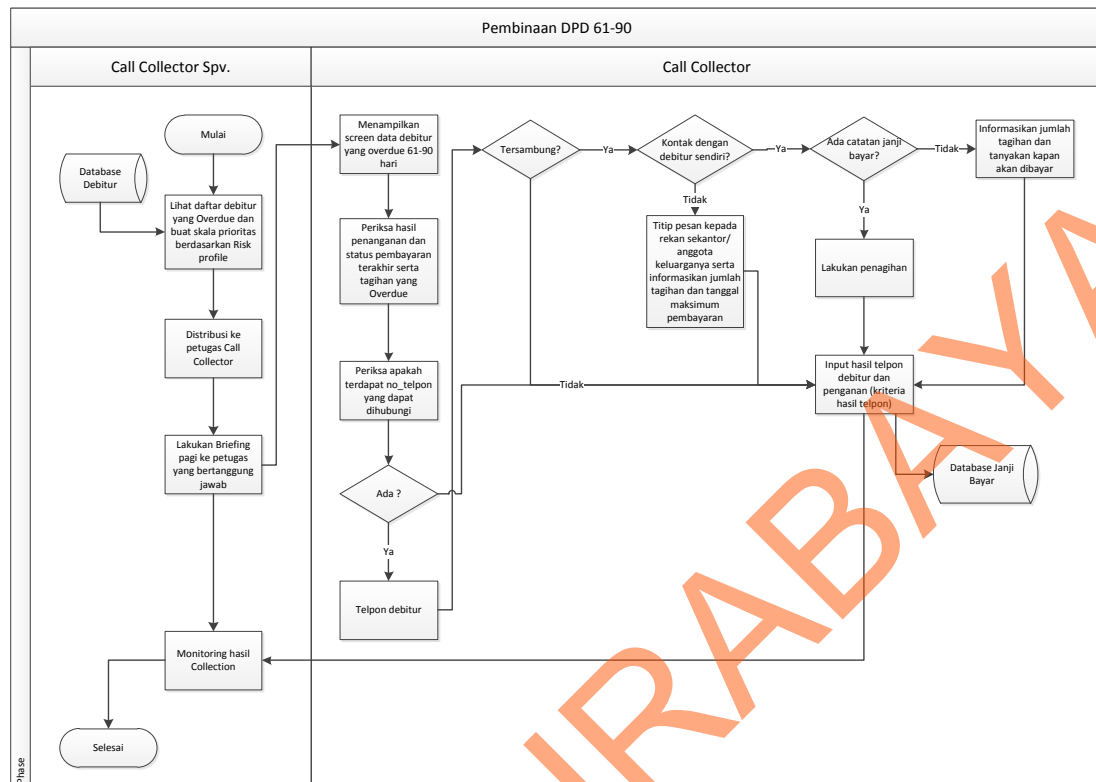 Pembinaan DPD 61-90
Call Collector Spv.
Call Collector
Mulai
Database
Debitur
Lihat daftar debitur
yang Overdue dan
buat skala prioritas
berdasarkan Risk
profile
Distribusi ke
petugas Call
Collector
Lakukan Briefing
pagi ke petugas
yang bertanggung
jawab
Monitoring hasil
Collection
Selesai
Phase
Menampilkan
screen data debitur
yang overdue 61-90
hari
Periksa hasil
penanganan dan
status pembayaran
terakhir serta
tagihan yang
Overdue
Periksa apakah
terdapat no_telpon
yang dapat
dihubungi
Ada ?
Ya
Telpon debitur
Tersambung?
Ya
Tidak
Kontak dengan
debitur sendiri?
Ya
Tidak
Titip pesan kepada
rekan sekantor/
anggota
keluarganya serta
informasikan jumlah
tagihan dan tanggal
maksimum
pembayaran
Ada catatan janji
bayar?
Tidak
Ya
Lakukan penagihan
Informasikan jumlah
tagihan dan
tanyakan kapan
akan dibayar
Input hasil telpon
debitur dan
penganan (kriteria
hasil telpon)
Database Janji
Bayar